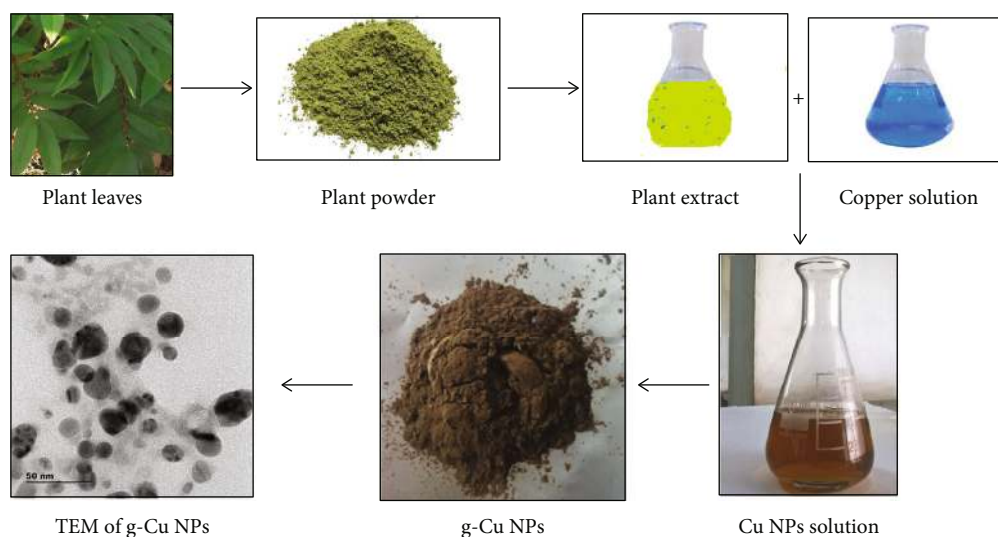 Plant leaves
Plant powder
Plant extract
+
Copper solution
50 nm
TEM of g-Cu NPs
g-Cu NPs
Cu NPs solution